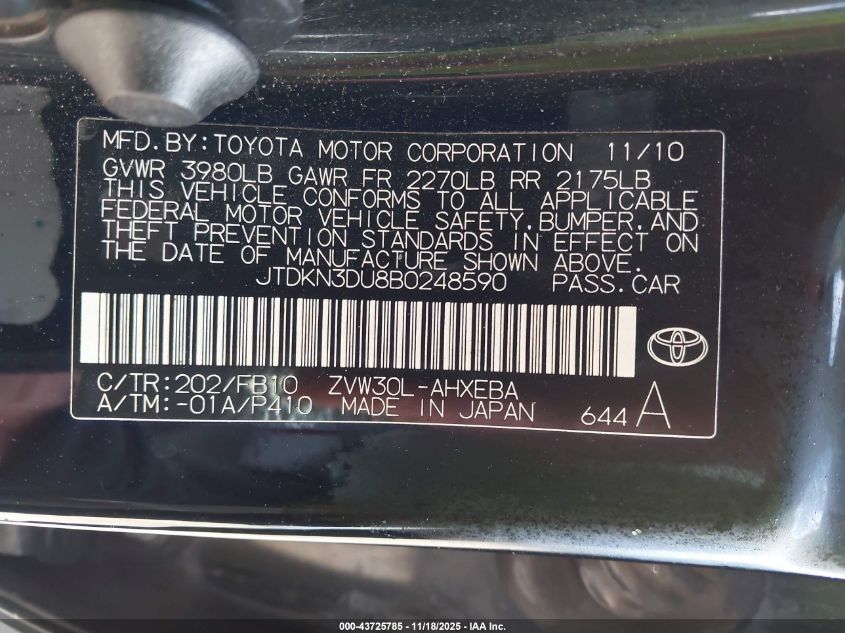 MFD.BY:TOYOTA MOTOR CORPORATION 11/10
GVWR 3980LB GAWR FR 2270LB RR 2175LB
THIS VEHICLE CONFORMS TO ALL APPLICABLE
FEDERAL MOTOR VEHICLE SAFETY,BUMPER,AND
THEFT PREVENTION STANDARDS IN EFFECT ON
THE DATE OF MANUFACTURE SHOWN ABOVE.
JTDKN3DU8B0248590 PASS.CAR
C/TR:202/FB10 ZVW30L-AHXEBA
A/TM:-01A/P410 MADE IN JAPAN 644 A
000-43725785 - 11/18/2025 - IAA Inc.